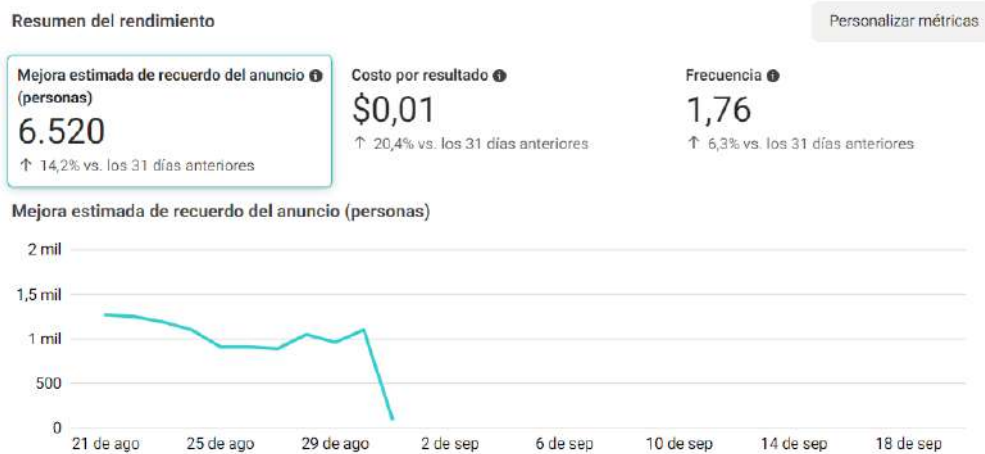 Resumen del rendimiento
Personalizar métricas
Mejora estimada de recuerdo del anuncio
(personas)
6.520
↑ 14,2% vs. los 31 días anteriores
Costo por resultado
$0,01
↑ 20,4% vs. los 31 días anteriores
Frecuencia
1,76
↑ 6,3% vs. los 31 días anteriores
Mejora estimada de recuerdo del anuncio (personas)
2 mil
1,5 mil
1 mil
500
0
21 de ago 25 de ago 29 de ago 2 de sep 6 de sep 10 de sep 14 de sep 18 de sep